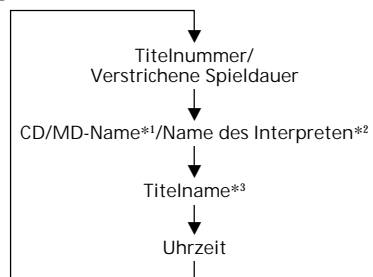 Titelnummer/
Verstrichene Spieldauer
CD/MD-Name*¹/Name des Interpreten*²
Titelname*³
Uhrzeit